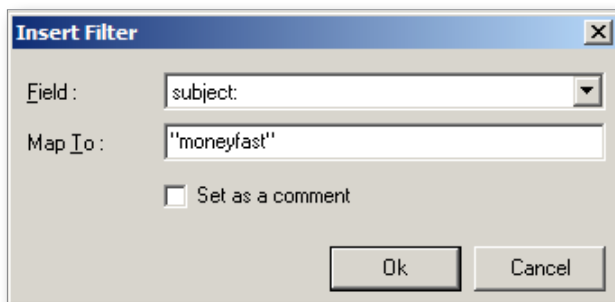 Insert Filter
Field : subject:
Map To : "moneyfast"
Set as a comment
Ok Cancel